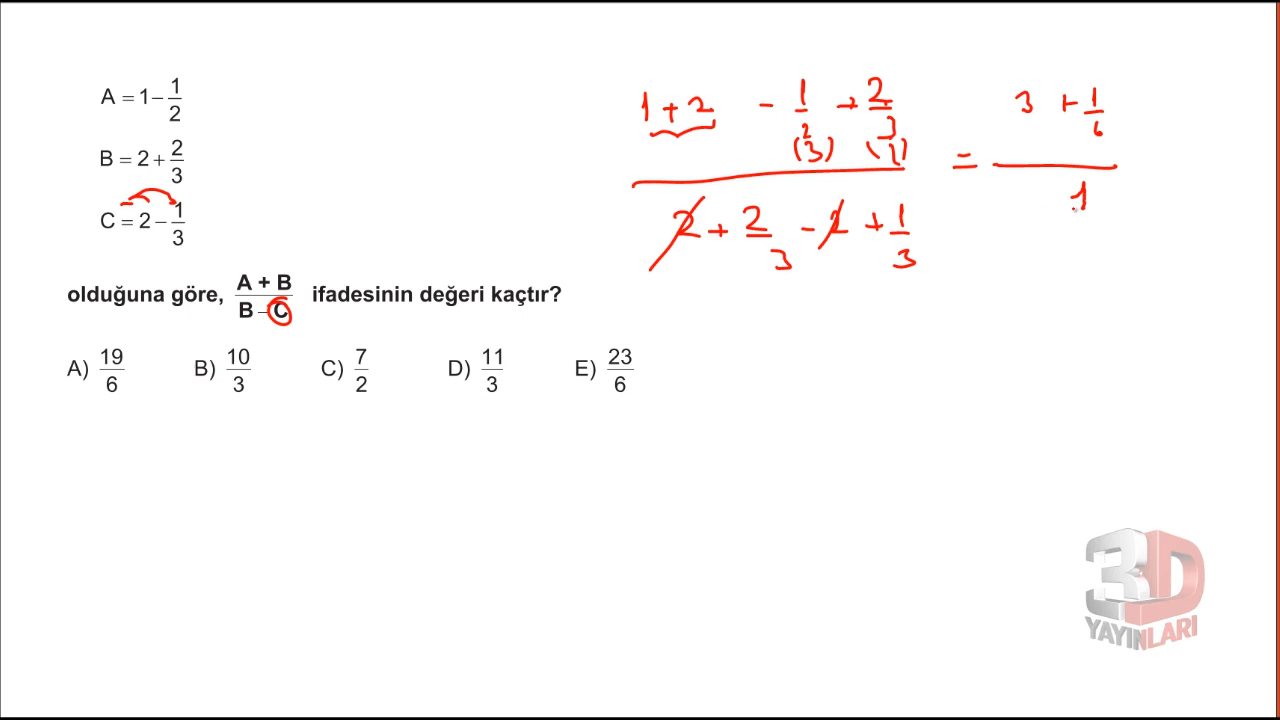 A = 1 − 1/2
B = 2 + 2/3
C = 2 − 1/3
olduğuna göre, A + B / B − C ifadesinin değeri kaçtır?
A) 19/6 B) 10/3 C) 7/2 D) 11/3 E) 23/6
1 + 2 − 1/2 + 2/3 = 3 + 1/6
(3) (2)
2 + 2/3 − 2 + 1/3 1
3D
YAYINLARI